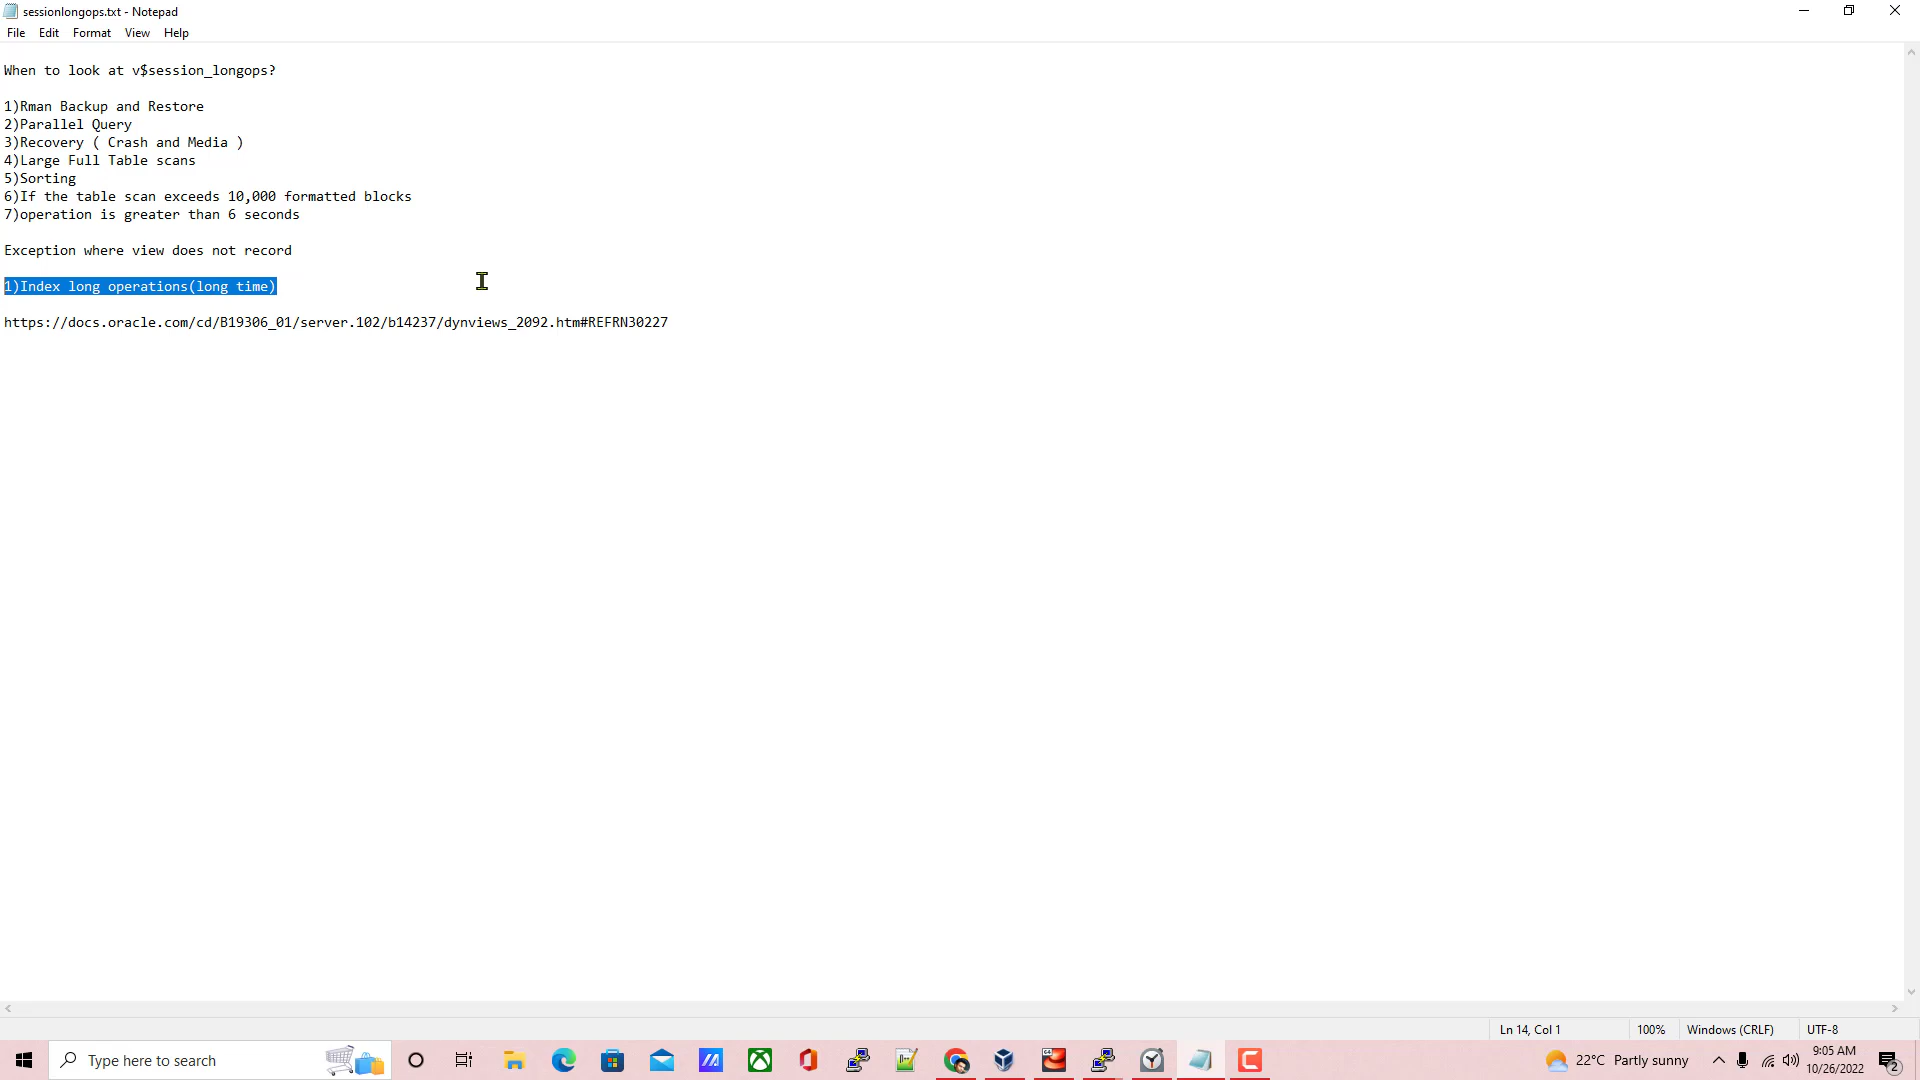 sessionlongops.txt - Notepad
File Edit Format View Help
When to look at v$session_longops?
1)Rman Backup and Restore
2)Parallel Query
3)Recovery ( Crash and Media )
4)Large Full Table scans
5)Sorting
6)If the table scan exceeds 10,000 formatted blocks
7)operation is greater than 6 seconds
Exception where view does not record
1)Index long operations(long time)
https://docs.oracle.com/cd/B19306_01/server.102/b14237/dynviews_2092.htm#REFRN30227
Ln 14, Col 1 100% Windows (CRLF) UTF-8
Type here to search
22°C Partly sunny
9:05 AM
10/26/2022
2